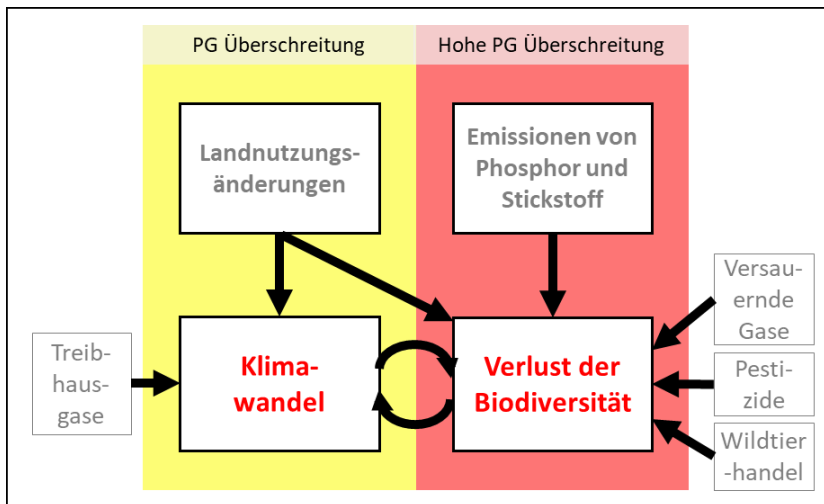 PG Überschreitung
Hohe PG Überschreitung
Landnutzungs-
änderungen
Emissionen von
Phosphor und
Stickstoff
Treib-
haus-
gase
Klima-
wandel
Verlust der
Biodiversität
Versau-
ernde
Gase
Pesti-
zide
Wildtier
-handel